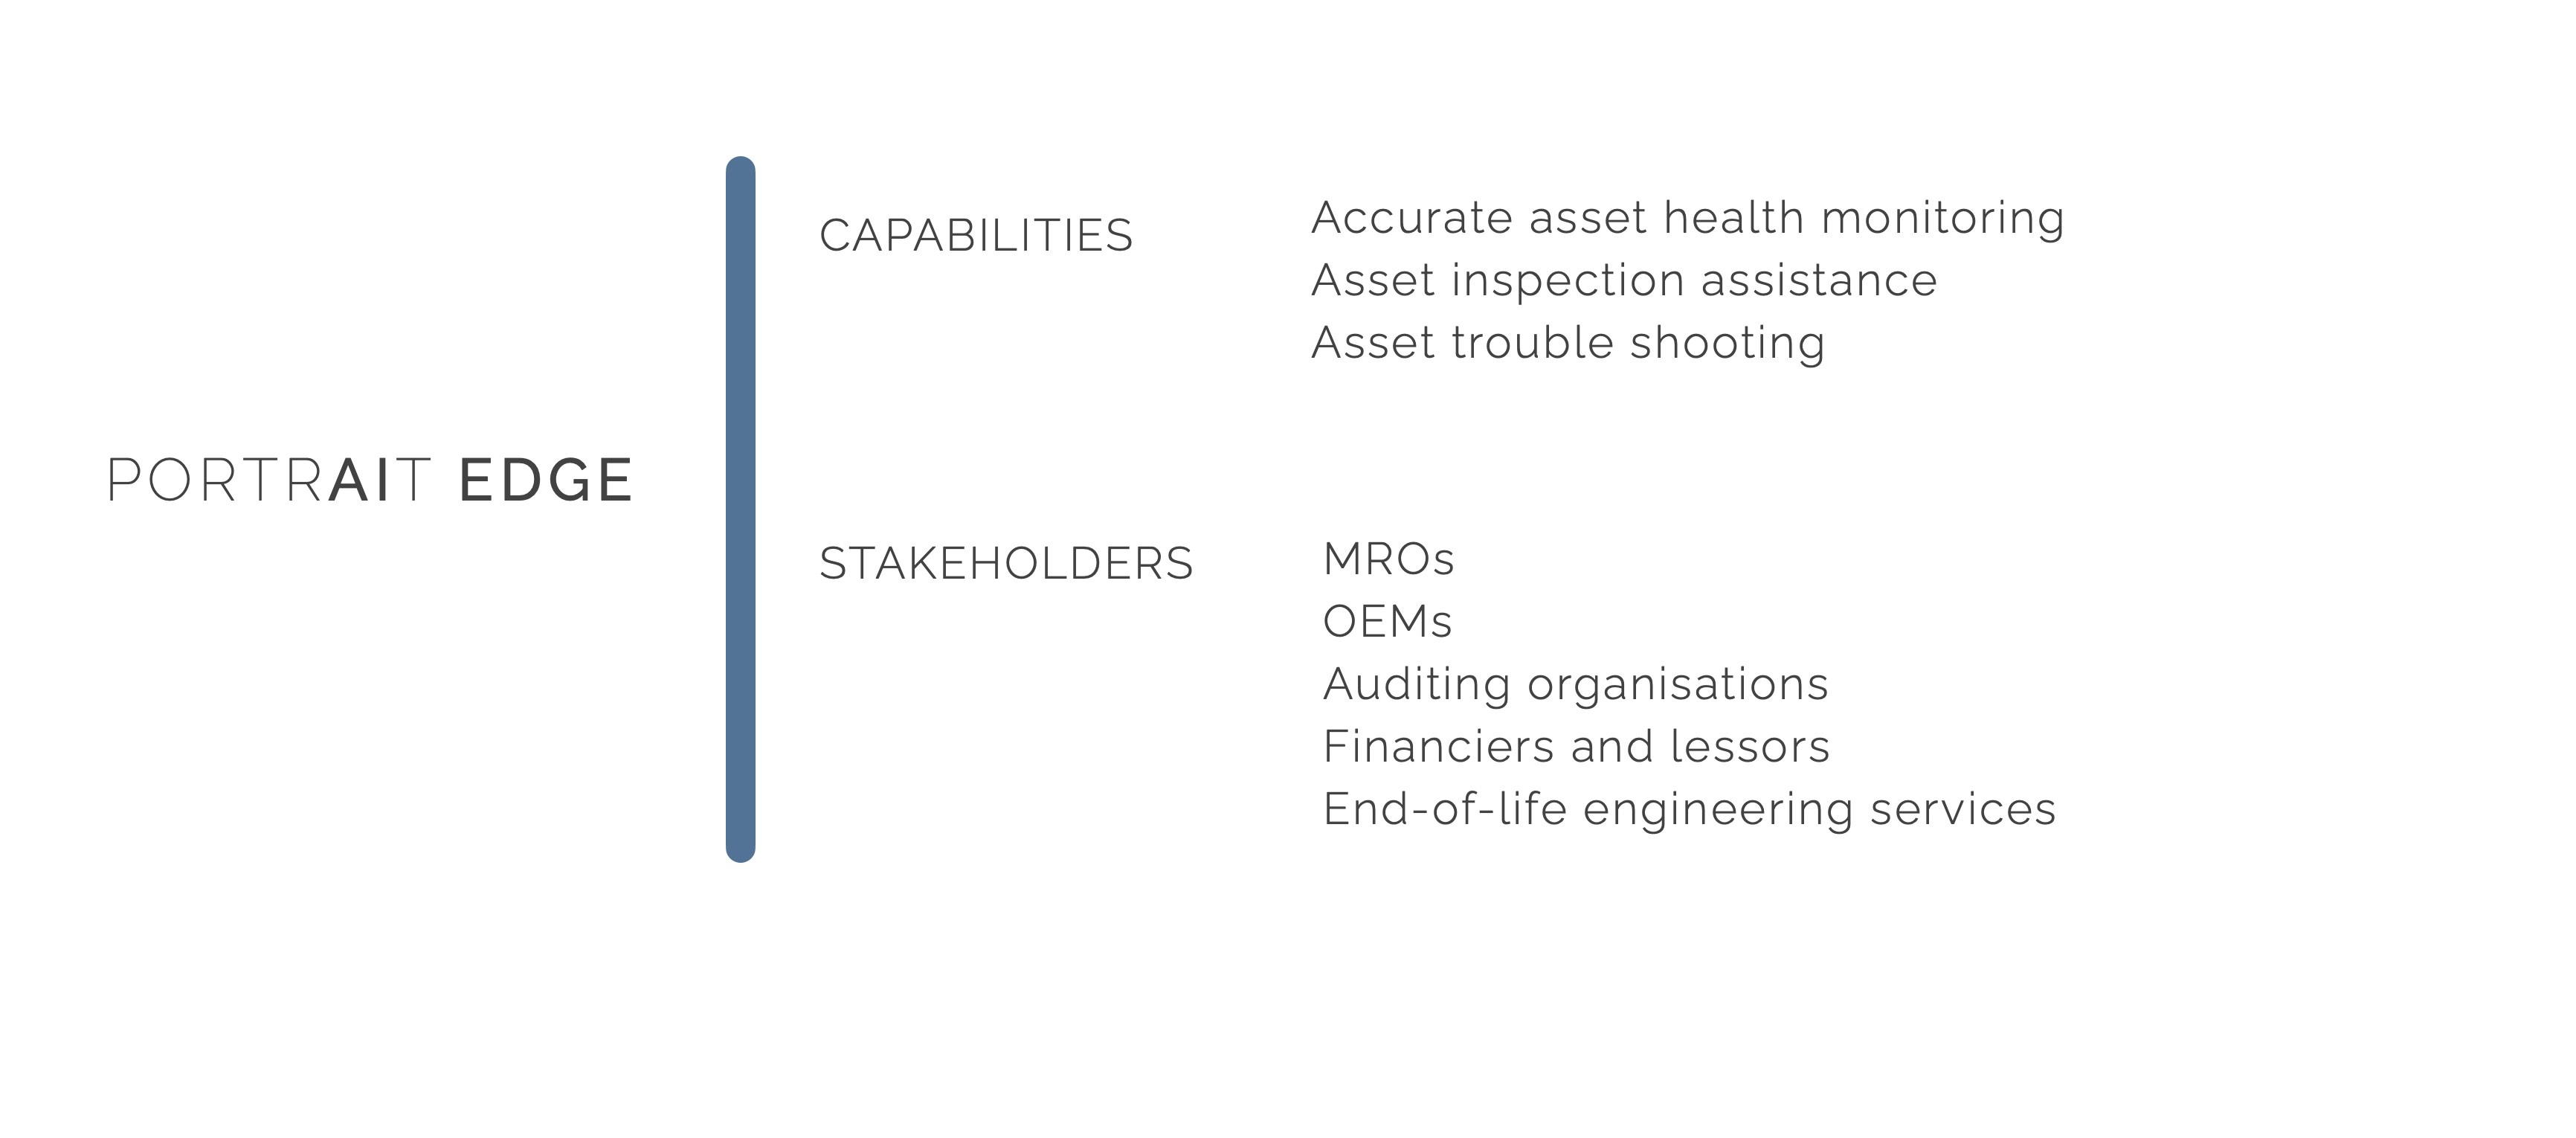 PORTRAIT EDGE
CAPABILITIES
Accurate asset health monitoring
Asset inspection assistance
Asset trouble shooting
STAKEHOLDERS
MROs
OEMs
Auditing organisations
Financiers and lessors
End-of-life engineering services